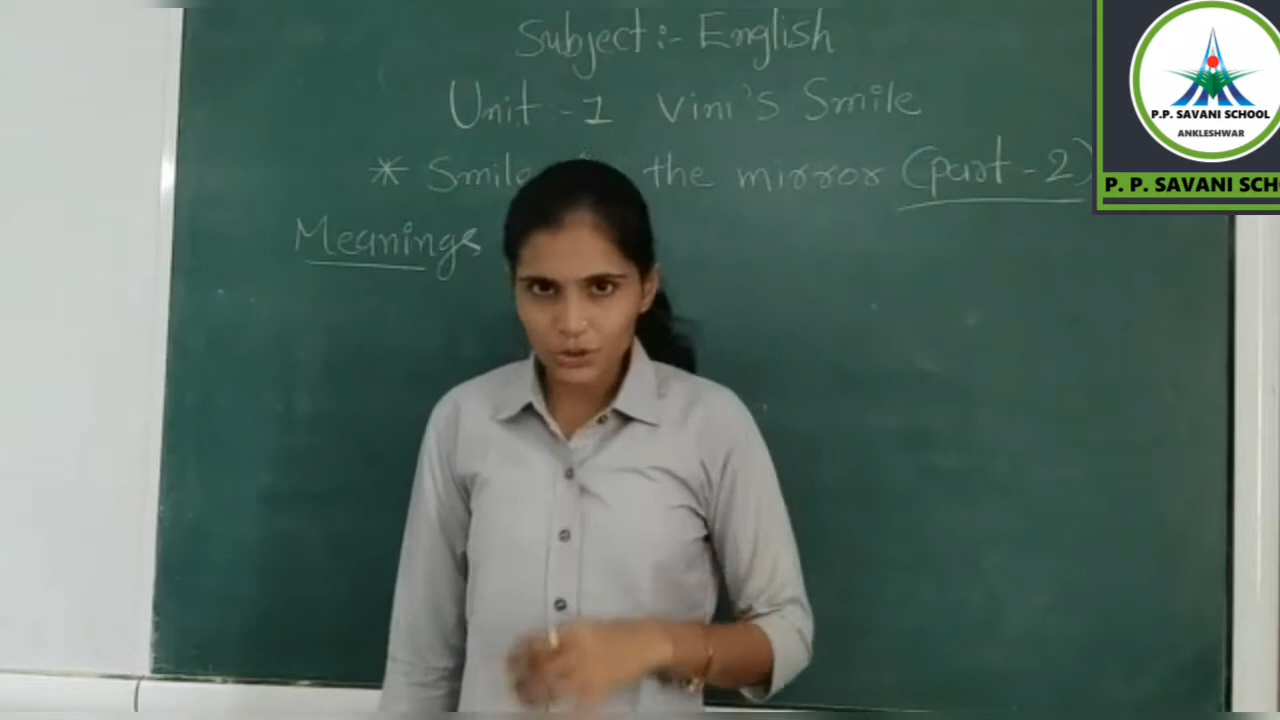 Subject:- English
Unit -1 Vini's Smile
* Smile the mirror (part-2)
Meanings
P.P. SAVANI SCHOOL
ANKLESHWAR
P. P. SAVANI SCH